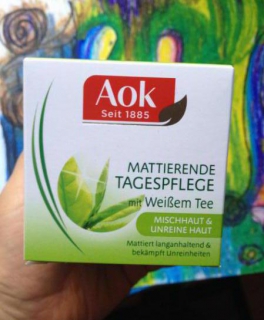 Aok
Seit 1885
MATTIERENDE
TAGESPFLEGE
mit Weißem Tee
MISCHHAUT &
UNREINE HAUT
Mattiert langanhaltend &
bekämpft Unreinheiten